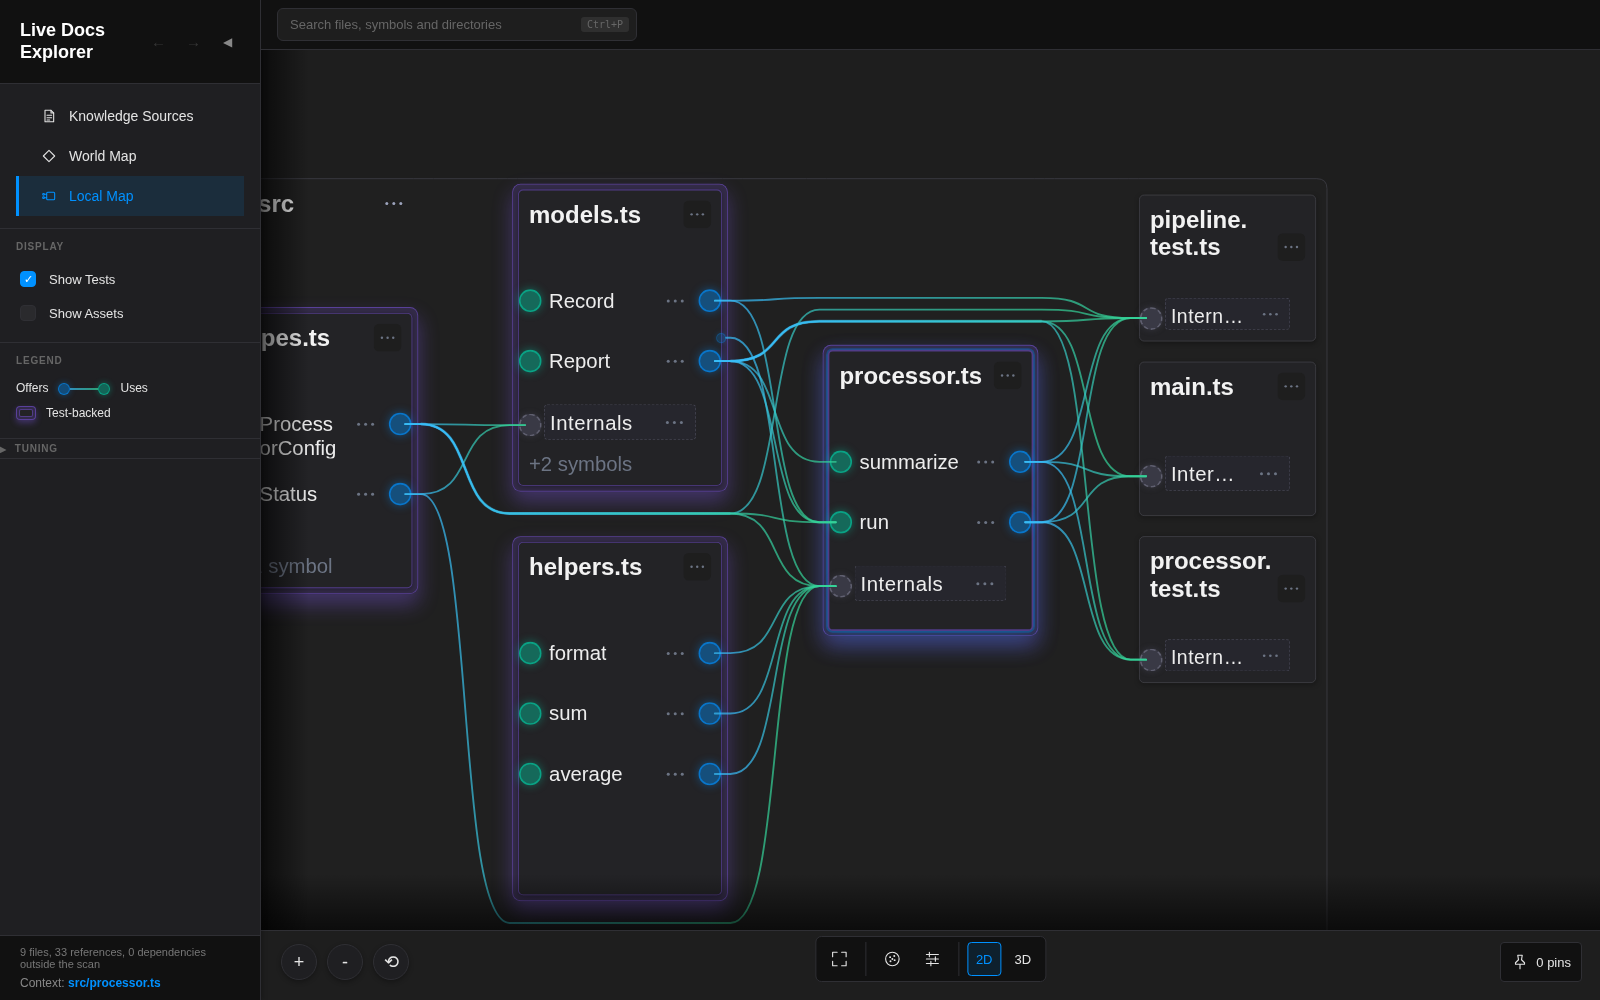 Live Docs
Explorer
Search files, symbols and directories
Ctrl+P
Knowledge Sources
World Map
Local Map
DISPLAY
Show Tests
Show Assets
LEGEND
Offers
Uses
Test-backed
TUNING
9 files, 33 references, 0 dependencies
outside the scan
Context: src/processor.ts
src
pes.ts
Process
orConfig
Status
symbol
models.ts
Record
Report
Internals
+2 symbols
helpers.ts
format
sum
average
processor.ts
summarize
run
Internals
pipeline.
test.ts
Intern...
main.ts
Inter...
processor.
test.ts
Intern...
+
-
2D
3D
0 pins